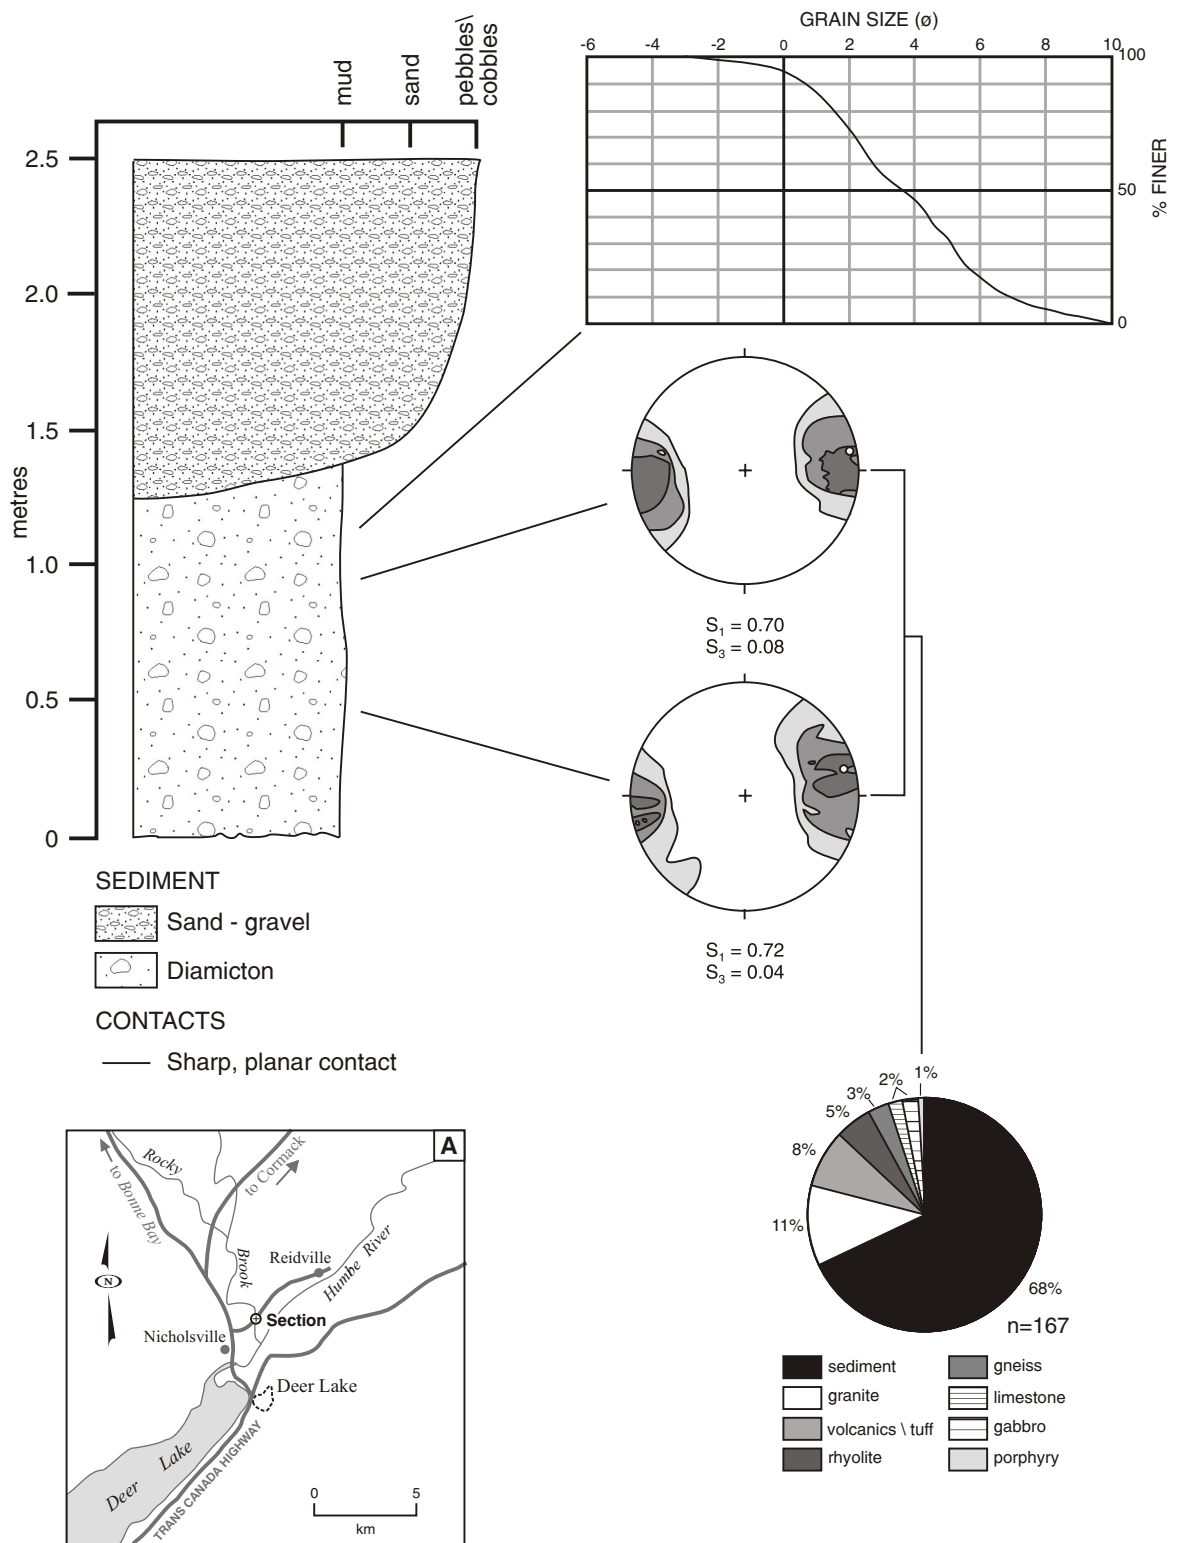 GRAIN SIZE (ø)
-6 -4 -2 0 2 4 6 8 10
100
50
0
% FINER
mud
sand
pebbles\
cobbles
2.5
2.0
1.5
1.0
0.5
0
metres
S1 = 0.70
S3 = 0.08
S1 = 0.72
S3 = 0.04
SEDIMENT
Sand - gravel
Diamicton
CONTACTS
Sharp, planar contact
A
Rocky
to Cormack
to Bonne Bay
N
Brook
Reidville
Humbe River
Section
Nicholsville
Deer Lake
Deer Lake
TRANS CANADA HIGHWAY
0 5
km
1%
2%
3%
5%
8%
11%
68%
n=167
sediment
granite
volcanics \ tuff
rhyolite
gneiss
limestone
gabbro
porphyry